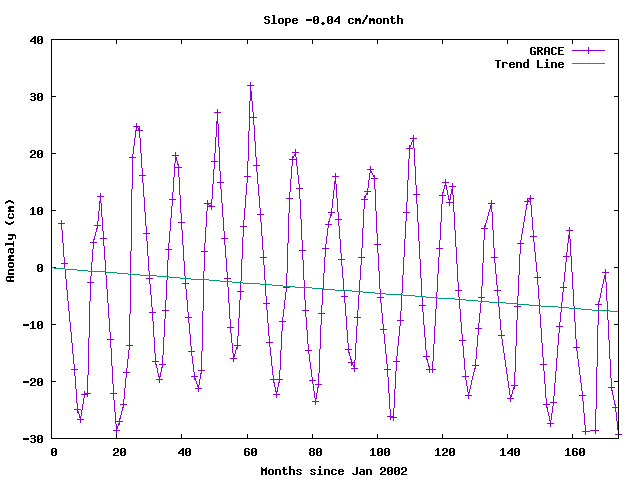 Slope -0.04 cm/month
GRACE
Trend Line
40
30
20
10
0
-10
-20
-30
Anomaly (cm)
0 20 40 60 80 100 120 140 160
Months since Jan 2002